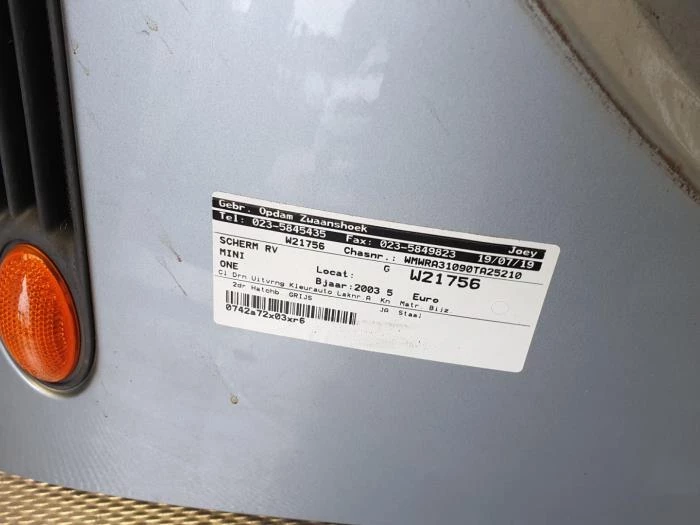 Gebr. Opdam Zwaanshoek Joey
Tel: 023-5845435 Fax: 023-5849823 19/07/19
SCHERM RV W21756 Chasnr.: WMWRA31090TA25210
MINI G W21756
ONE Locat:
Bjaar:2003 5 Euro
Cl Drn Uitvrng Kleurauto Laknr A Kn Matr. Bijz.
2dr Hatchb GRIJS JA Staal
0742a72x03xr6